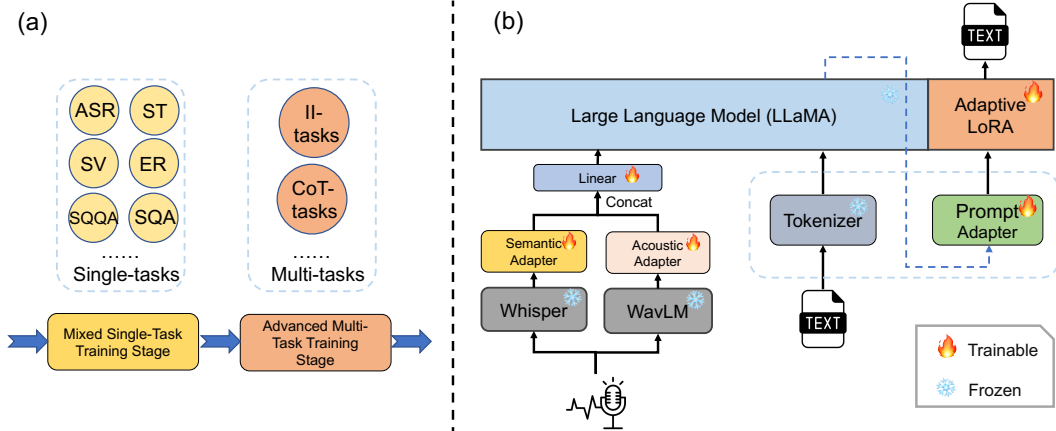 (a)
ASR
ST
SV
ER
SQQA
SQA
......
Single-tasks
II-
tasks
CoT-
tasks
......
Multi-tasks
Mixed Single-Task
Training Stage
Advanced Multi-
Task Training
Stage
(b)
TEXT
Large Language Model (LLaMA)
Adaptive
LoRA
Linear
Concat
Semantic
Adapter
Acoustic
Adapter
Whisper
WavLM
Tokenizer
Prompt
Adapter
TEXT
Trainable
Frozen